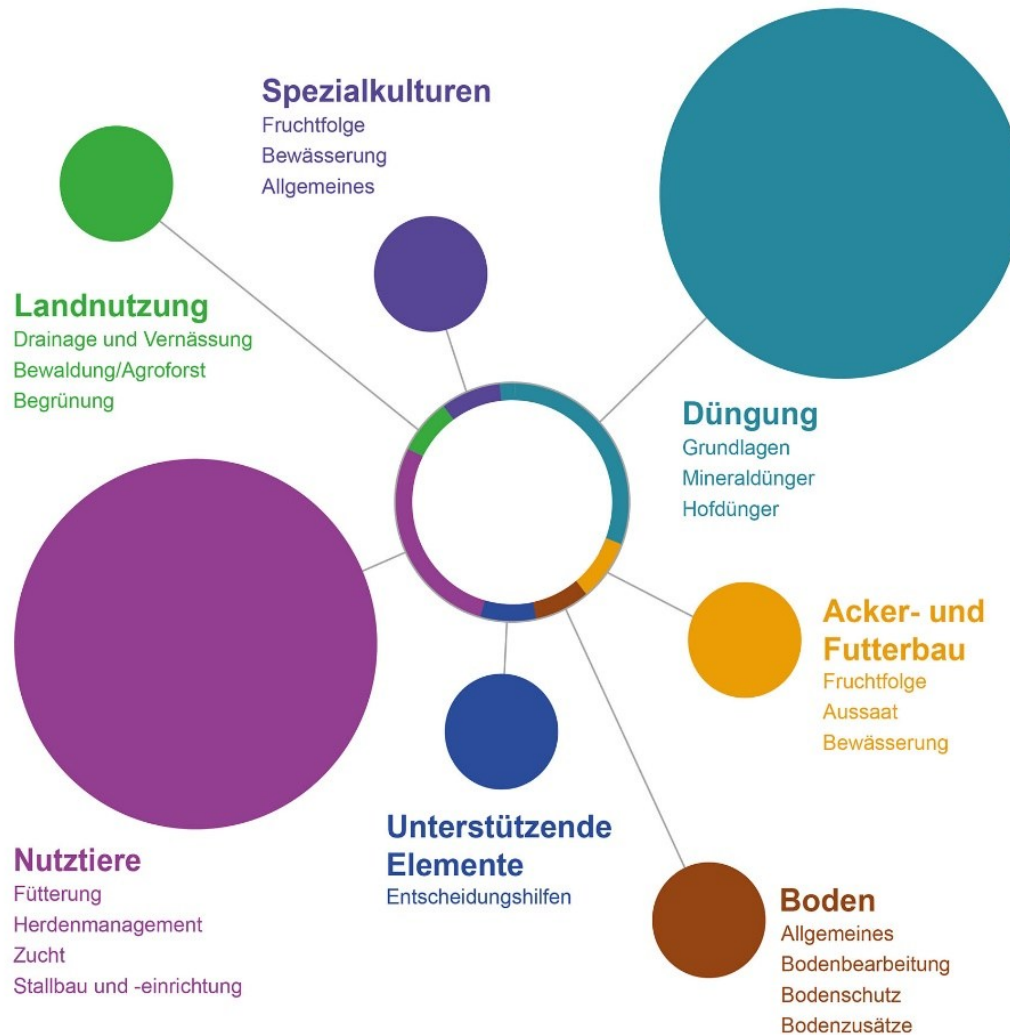 Spezialkulturen
Fruchtfolge
Bewässerung
Allgemeines
Landnutzung
Drainage und Vernässung
Bewaldung/Agroforst
Begrünung
Düngung
Grundlagen
Mineraldünger
Hofdünger
Acker- und
Futterbau
Fruchtfolge
Aussaat
Bewässerung
Nutztiere
Fütterung
Herdenmanagement
Zucht
Stallbau und -einrichtung
Unterstützende
Elemente
Entscheidungshilfen
Boden
Allgemeines
Bodenbearbeitung
Bodenschutz
Bodenzusätze